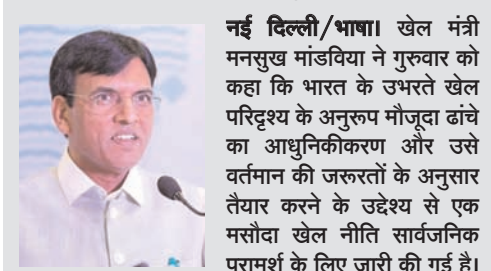 नई दिल्ली/भाषा। खेल मंत्री
मनसुख मांडविया ने गुरुवार को
कहा कि भारत के उभरते खेल
परिदृश्य के अनुरूप मौजूदा ढांचे
का आधुनिकीकरण और उसे
वर्तमान की जरूरतों के अनुसार
तैयार करने के उद्देश्य से एक
मसौदा खेल नीति सार्वजनिक
परामर्श के लिए जारी की गई है।